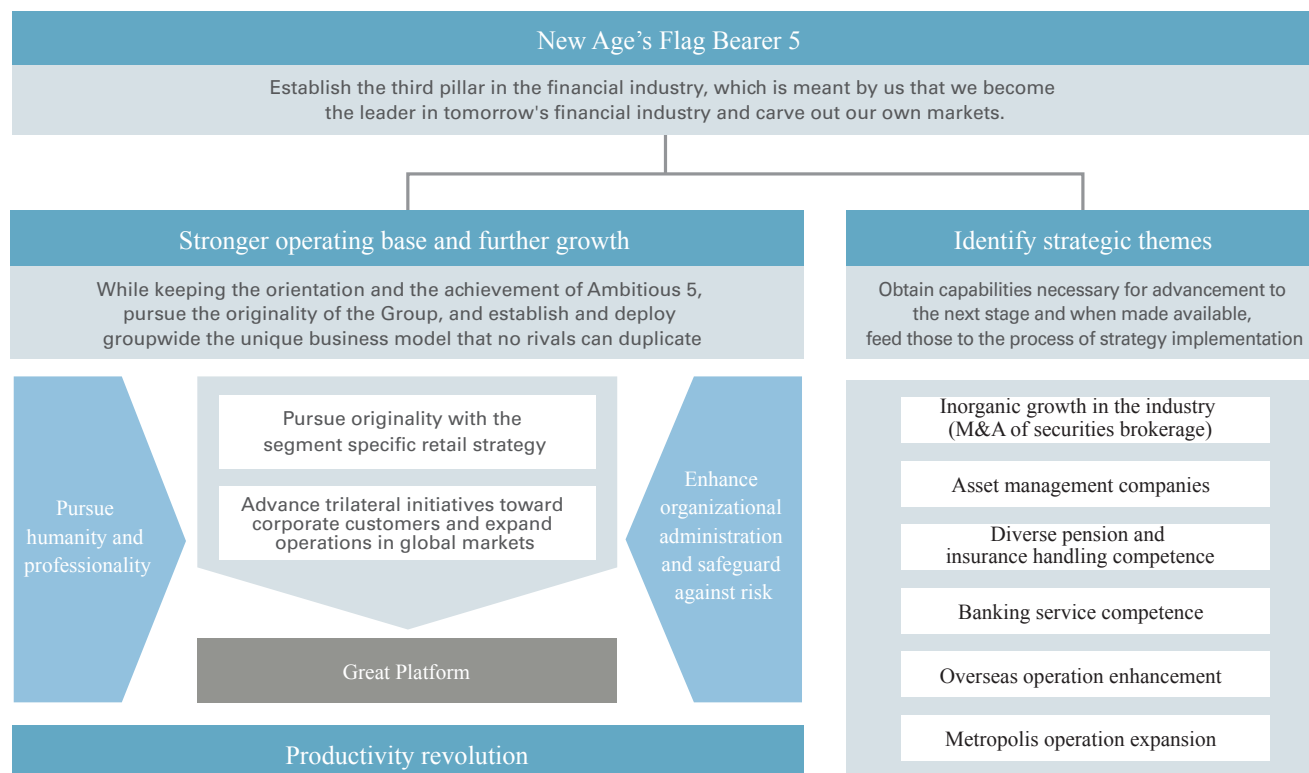 New Age’s Flag Bearer 5
Establish the third pillar in the financial industry, which is meant by us that we become
the leader in tomorrow's financial industry and carve out our own markets.
Stronger operating base and further growth
While keeping the orientation and the achievement of Ambitious 5,
pursue the originality of the Group, and establish and deploy
groupwide the unique business model that no rivals can duplicate
Pursue
humanity and
professionality
Pursue originality with the
segment specific retail strategy
Advance trilateral initiatives toward
corporate customers and expand
operations in global markets
Great Platform
Enhance
organizational
administration
and safeguard
against risk
Productivity revolution
Identify strategic themes
Obtain capabilities necessary for advancement to
the next stage and when made available,
feed those to the process of strategy implementation
Inorganic growth in the industry
(M&A of securities brokerage)
Asset management companies
Diverse pension and
insurance handling competence
Banking service competence
Overseas operation enhancement
Metropolis operation expansion